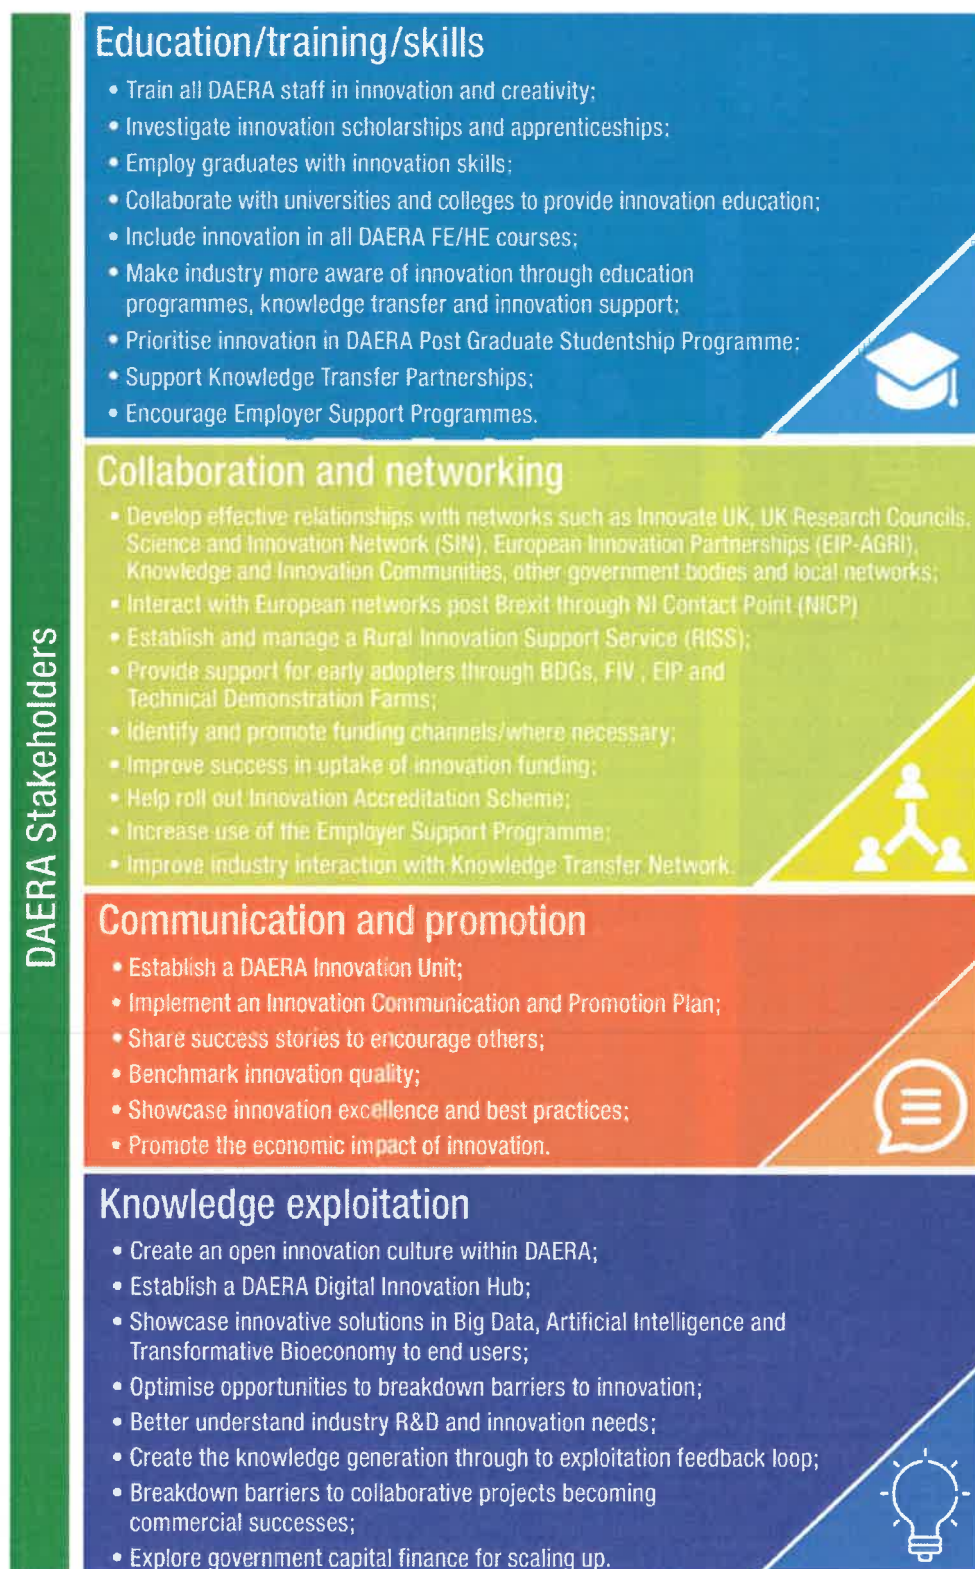 DAERA Stakeholders
Education/training/skills
• Train all DAERA staff in innovation and creativity;
• Investigate innovation scholarships and apprenticeships;
• Employ graduates with innovation skills;
• Collaborate with universities and colleges to provide innovation education;
• Include innovation in all DAERA FE/HE courses;
• Make industry more aware of innovation through education
programmes, knowledge transfer and innovation support;
• Prioritise innovation in DAERA Post Graduate Studentship Programme;
• Support Knowledge Transfer Partnerships;
• Encourage Employer Support Programmes.
Collaboration and networking
• Develop effective relationships with networks such as Innovate UK, UK Research Councils,
Science and Innovation Network (SIN), European Innovation Partnerships (EIP-AGRI),
Knowledge and Innovation Communities, other government bodies and local networks;
• Interact with European networks post Brexit through NI Contact Point (NICP)
• Establish and manage a Rural Innovation Support Service (RISS);
• Provide support for early adopters through BDGs, FIV , EIP and
Technical Demonstration Farms;
• Identify and promote funding channels/where necessary;
• Improve success in uptake of innovation funding;
• Help roll out Innovation Accreditation Scheme;
• Increase use of the Employer Support Programme;
• Improve industry interaction with Knowledge Transfer Network.
Communication and promotion
• Establish a DAERA Innovation Unit;
• Implement an Innovation Communication and Promotion Plan;
• Share success stories to encourage others;
• Benchmark innovation quality;
• Showcase innovation excellence and best practices;
• Promote the economic impact of innovation.
Knowledge exploitation
• Create an open innovation culture within DAERA;
• Establish a DAERA Digital Innovation Hub;
• Showcase innovative solutions in Big Data, Artificial Intelligence and
Transformative Bioeconomy to end users;
• Optimise opportunities to breakdown barriers to innovation;
• Better understand industry R&D and innovation needs;
• Create the knowledge generation through to exploitation feedback loop;
• Breakdown barriers to collaborative projects becoming
commercial successes;
• Explore government capital finance for scaling up.